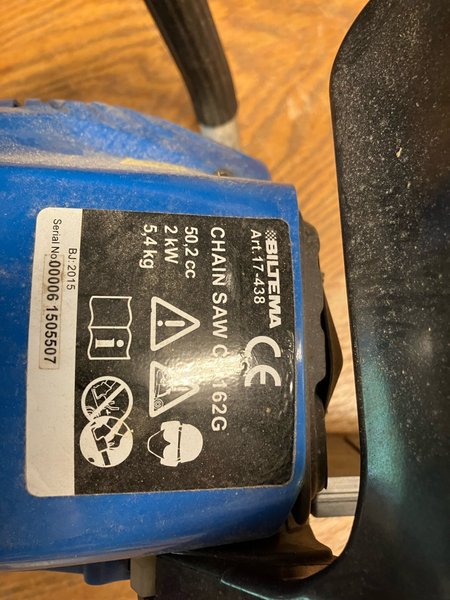 BILTEMA
Art. 17-438
CE
CHAIN SAW 162G
50,2 cc
2 kW
5,4 kg
BJ: 2015
Serial No 00006 1505507